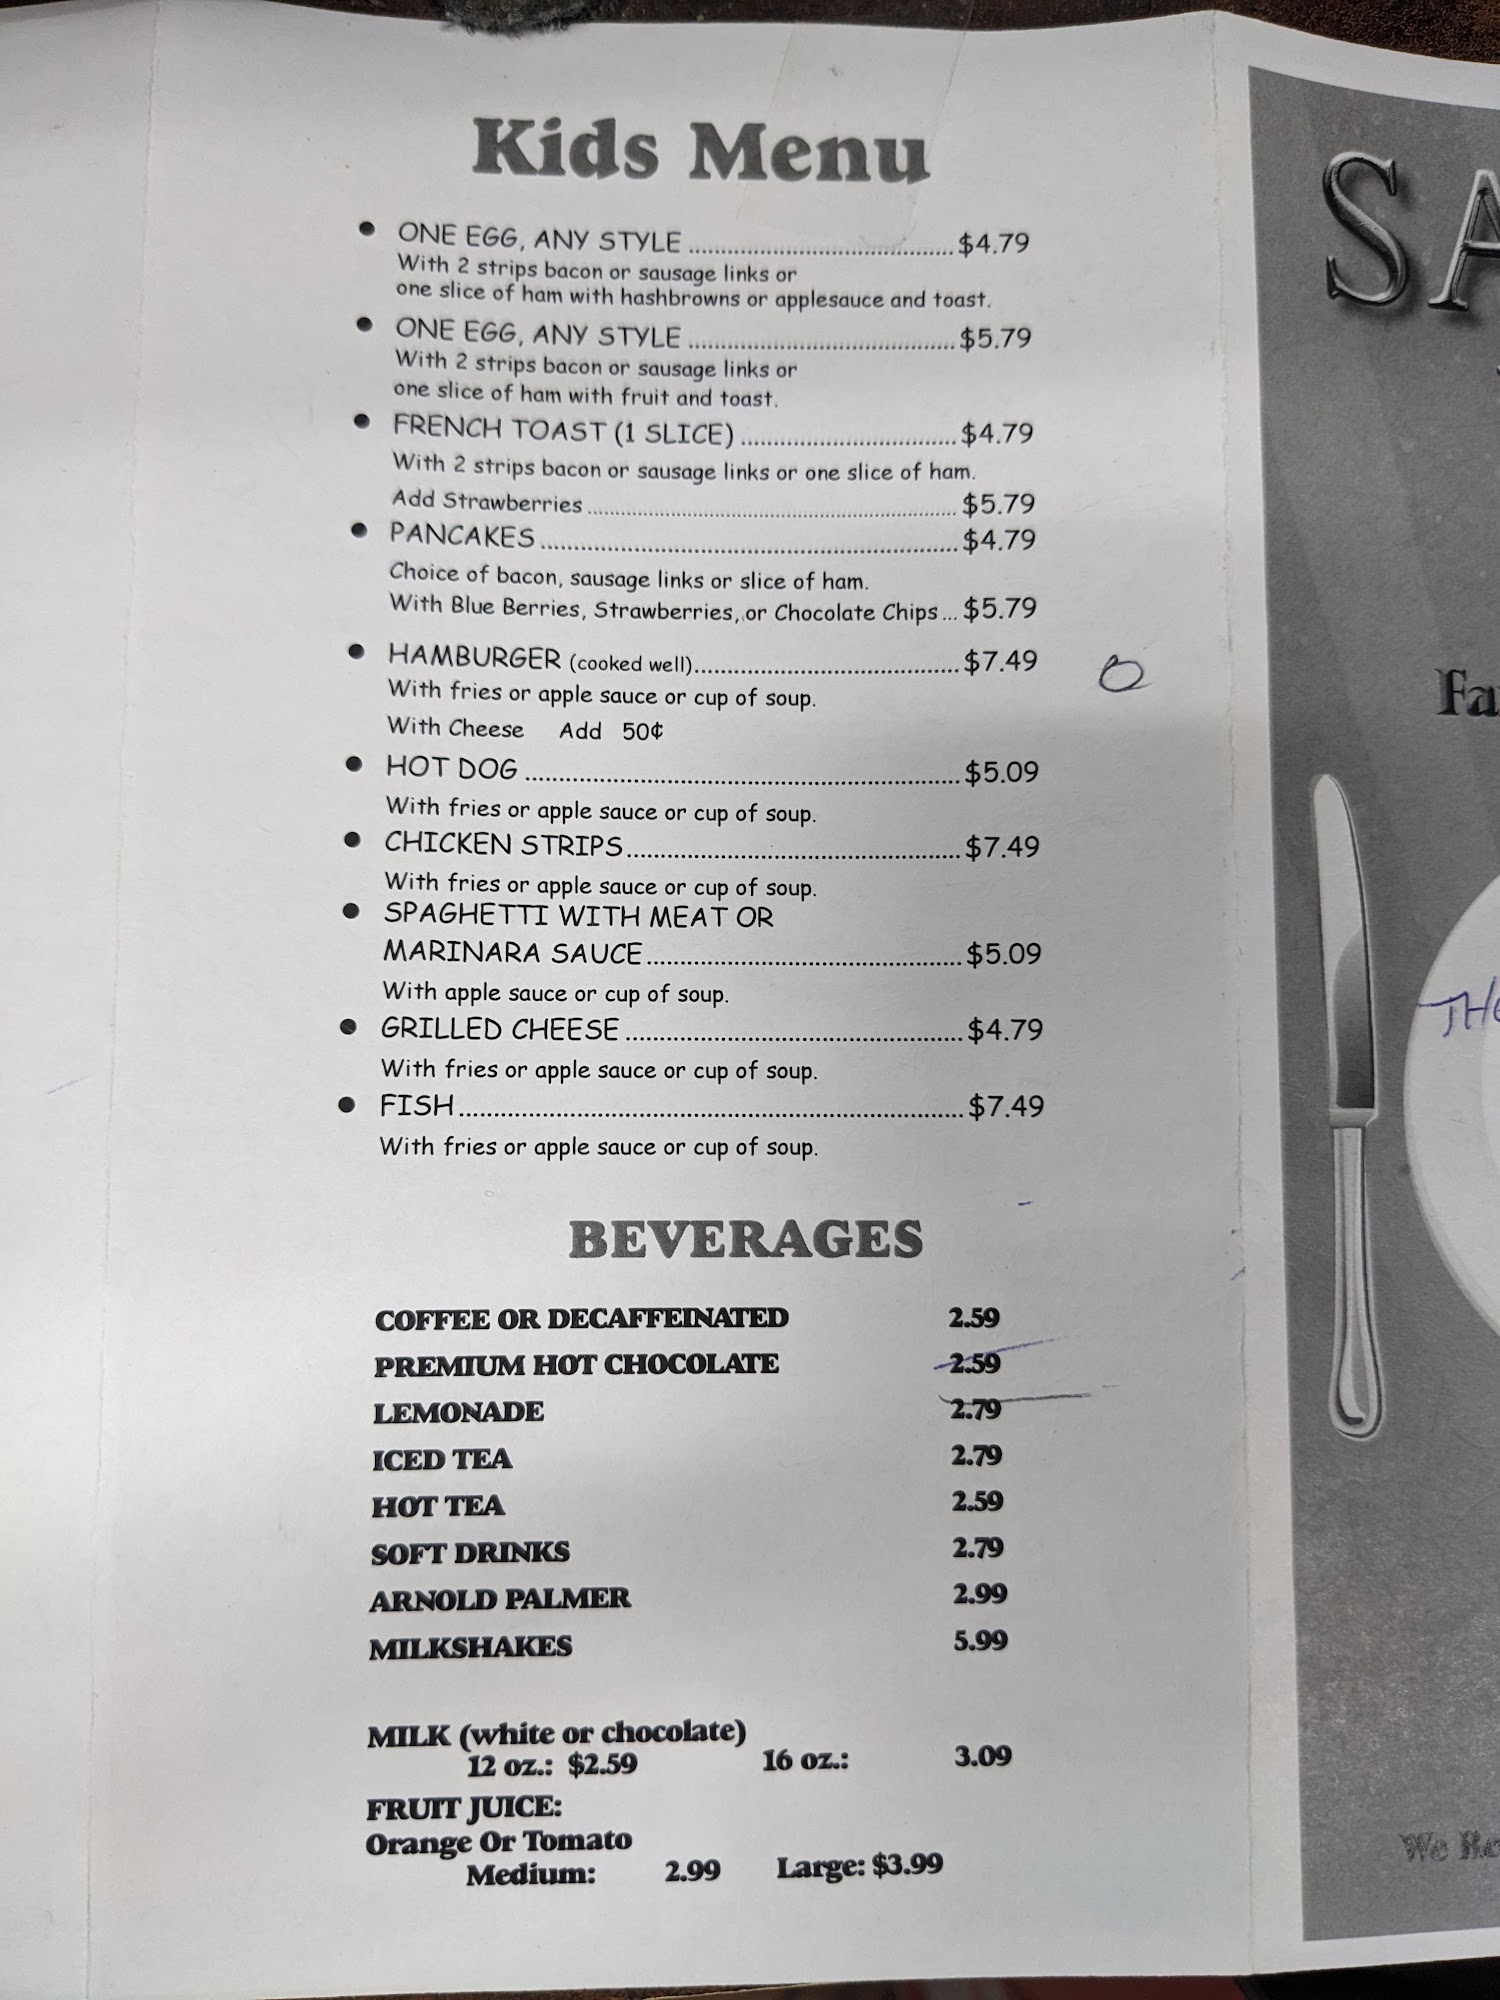 Kids Menu
• ONE EGG, ANY STYLE ........ $4.79
With 2 strips bacon or sausage links or
one slice of ham with hashbrowns or applesauce and toast.
• ONE EGG, ANY STYLE ........ $5.79
With 2 strips bacon or sausage links or
one slice of ham with fruit and toast.
• FRENCH TOAST (1 SLICE) ........ $4.79
With 2 strips bacon or sausage links or one slice of ham.
Add Strawberries ........ $5.79
• PANCAKES ........ $4.79
Choice of bacon, sausage links or slice of ham.
With Blue Berries, Strawberries, or Chocolate Chips ... $5.79
• HAMBURGER (cooked well) ........ $7.49
With fries or apple sauce or cup of soup.
With Cheese Add 50¢
• HOT DOG ........ $5.09
With fries or apple sauce or cup of soup.
• CHICKEN STRIPS ........ $7.49
With fries or apple sauce or cup of soup.
• SPAGHETTI WITH MEAT OR
MARINARA SAUCE ........ $5.09
With apple sauce or cup of soup.
• GRILLED CHEESE ........ $4.79
With fries or apple sauce or cup of soup.
• FISH ........ $7.49
With fries or apple sauce or cup of soup.
BEVERAGES
COFFEE OR DECAFFEINATED 2.59
PREMIUM HOT CHOCOLATE 2.59
LEMONADE 2.79
ICED TEA 2.79
HOT TEA 2.59
SOFT DRINKS 2.79
ARNOLD PALMER 2.99
MILKSHAKES 5.99
MILK (white or chocolate)
12 oz.: $2.59 16 oz.: 3.09
FRUIT JUICE:
Orange Or Tomato
Medium: 2.99 Large: $3.99
SA
Fa
THE
We Re